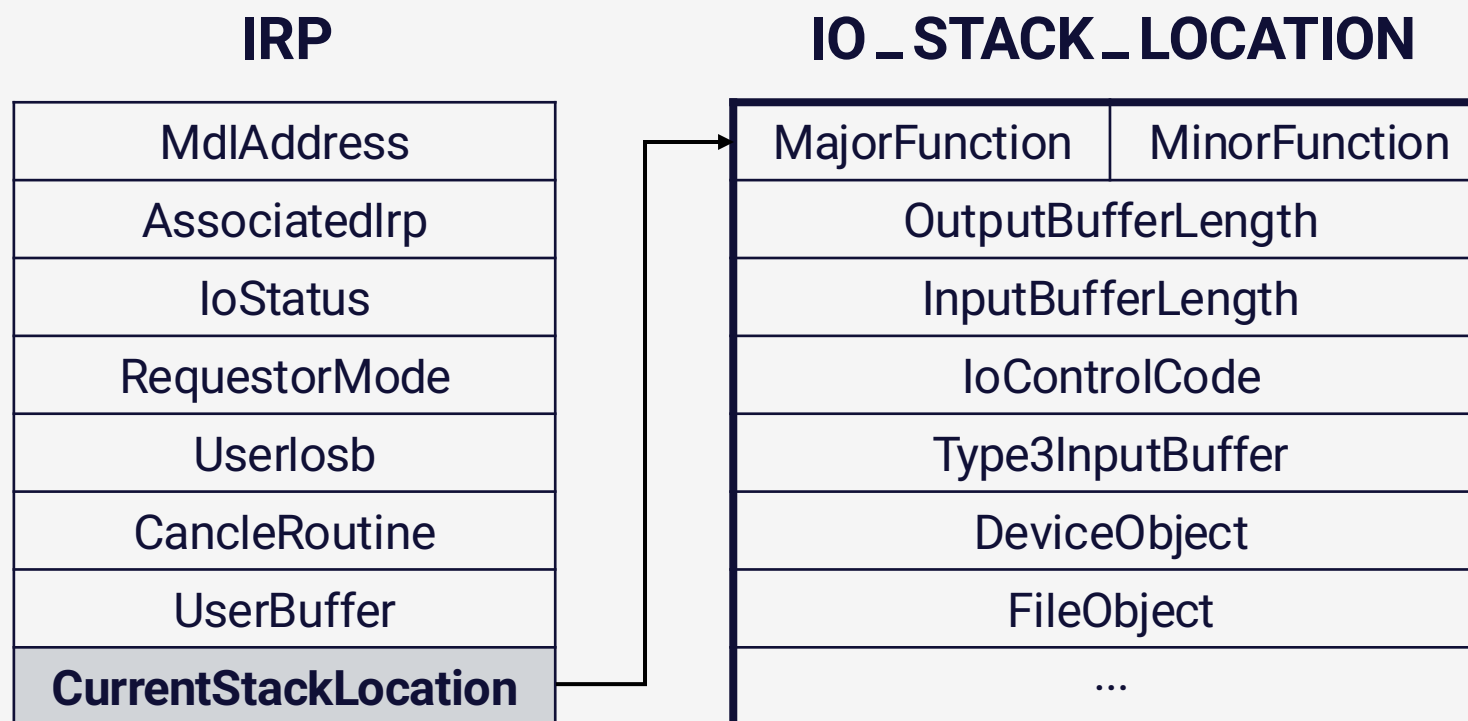 IRP
MdlAddress
AssociatedIrp
IoStatus
RequestorMode
UserIosb
CancleRoutine
UserBuffer
CurrentStackLocation
IO_STACK_LOCATION
MajorFunction MinorFunction
OutputBufferLength
InputBufferLength
IoControlCode
Type3InputBuffer
DeviceObject
FileObject
...